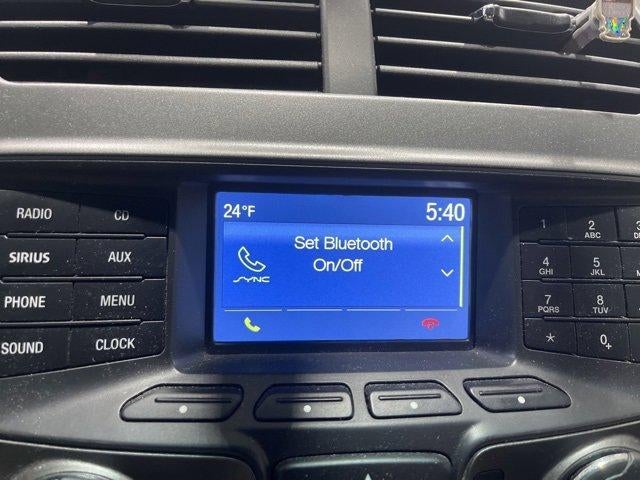 24°F 5:40
Set Bluetooth
On/Off
SYNC
RADIO CD
SIRIUS AUX
PHONE MENU
SOUND CLOCK
1 2 ABC 3
4 GHI 5 JKL
7 PQRS 8 TUV
* 0+